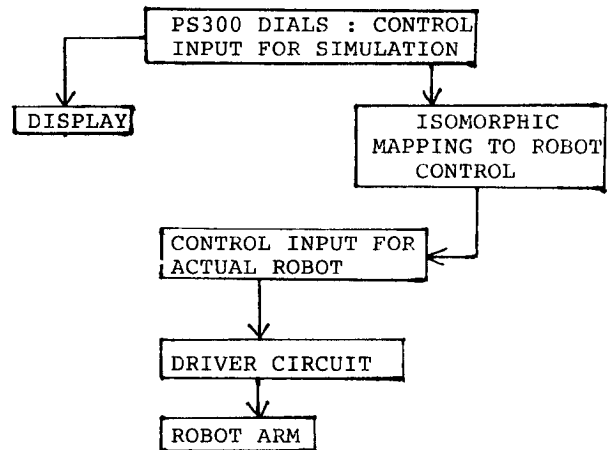 PS300 DIALS : CONTROL
INPUT FOR SIMULATION
DISPLAY
ISOMORPHIC
MAPPING TO ROBOT
CONTROL
CONTROL INPUT FOR
ACTUAL ROBOT
DRIVER CIRCUIT
ROBOT ARM